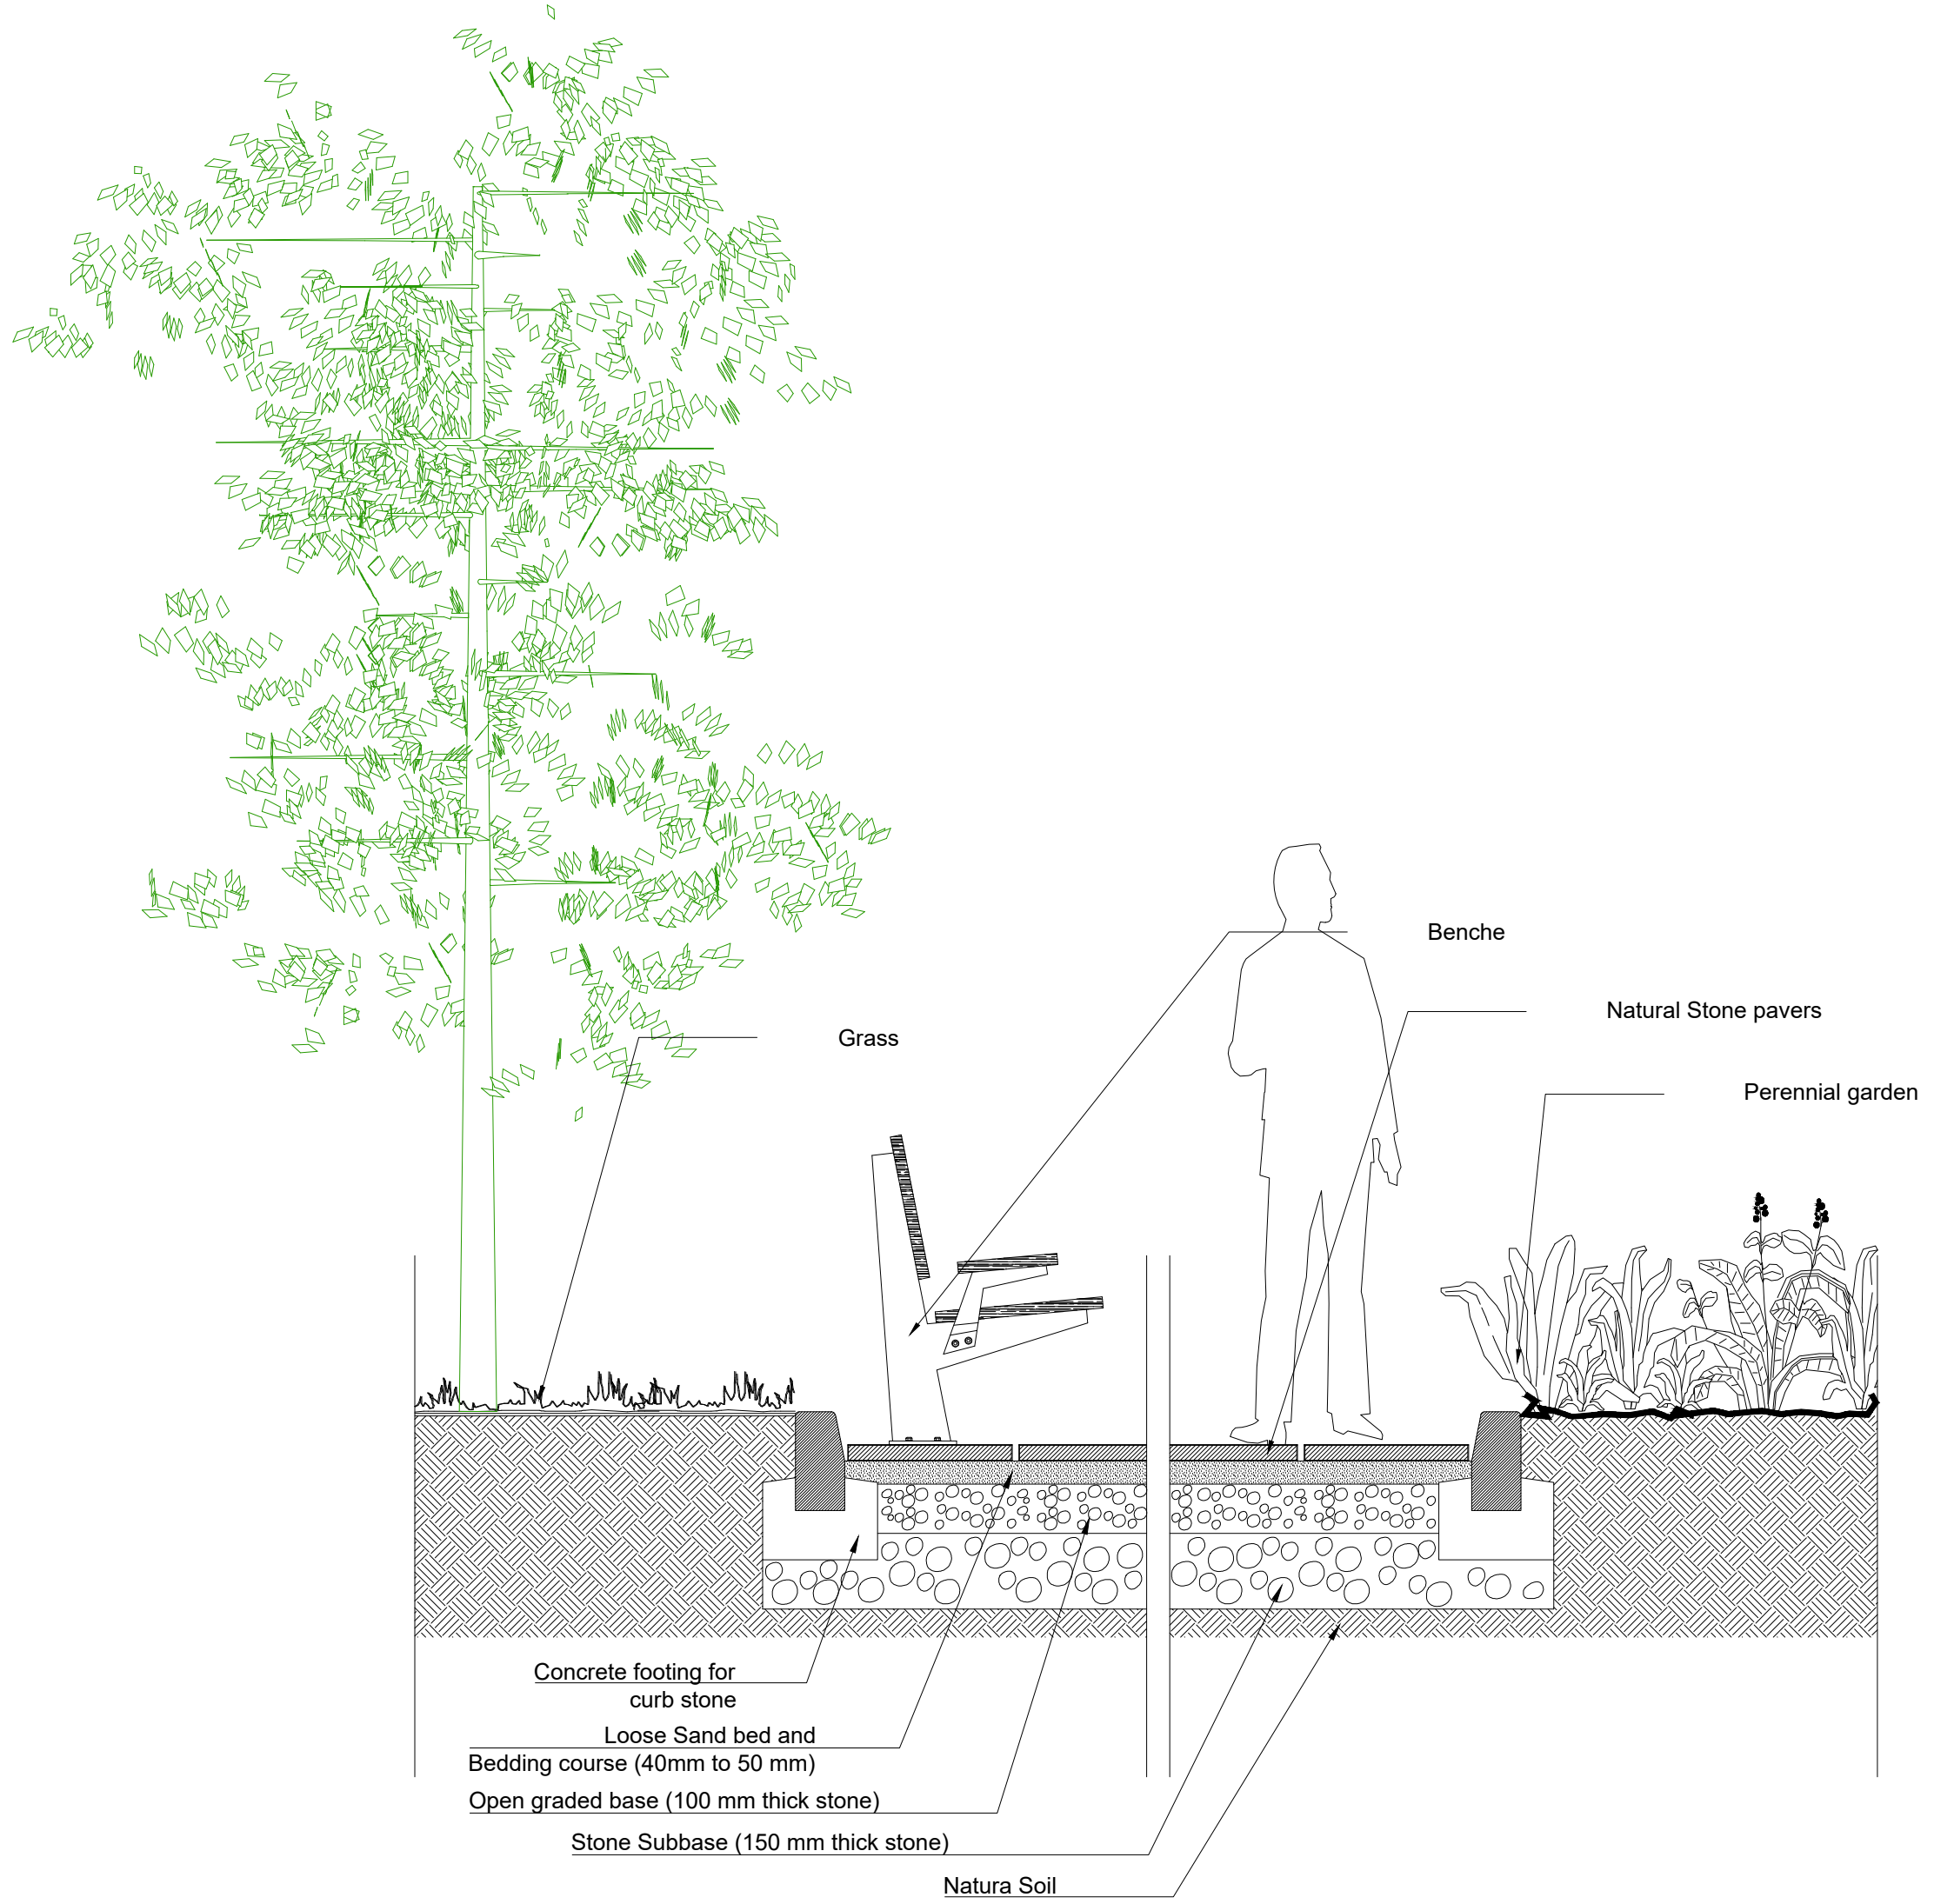 Benche
Natural Stone pavers
Grass
Perennial garden
Concrete footing for
curb stone
Loose Sand bed and
Bedding course (40mm to 50 mm)
Open graded base (100 mm thick stone)
Stone Subbase (150 mm thick stone)
Natura Soil